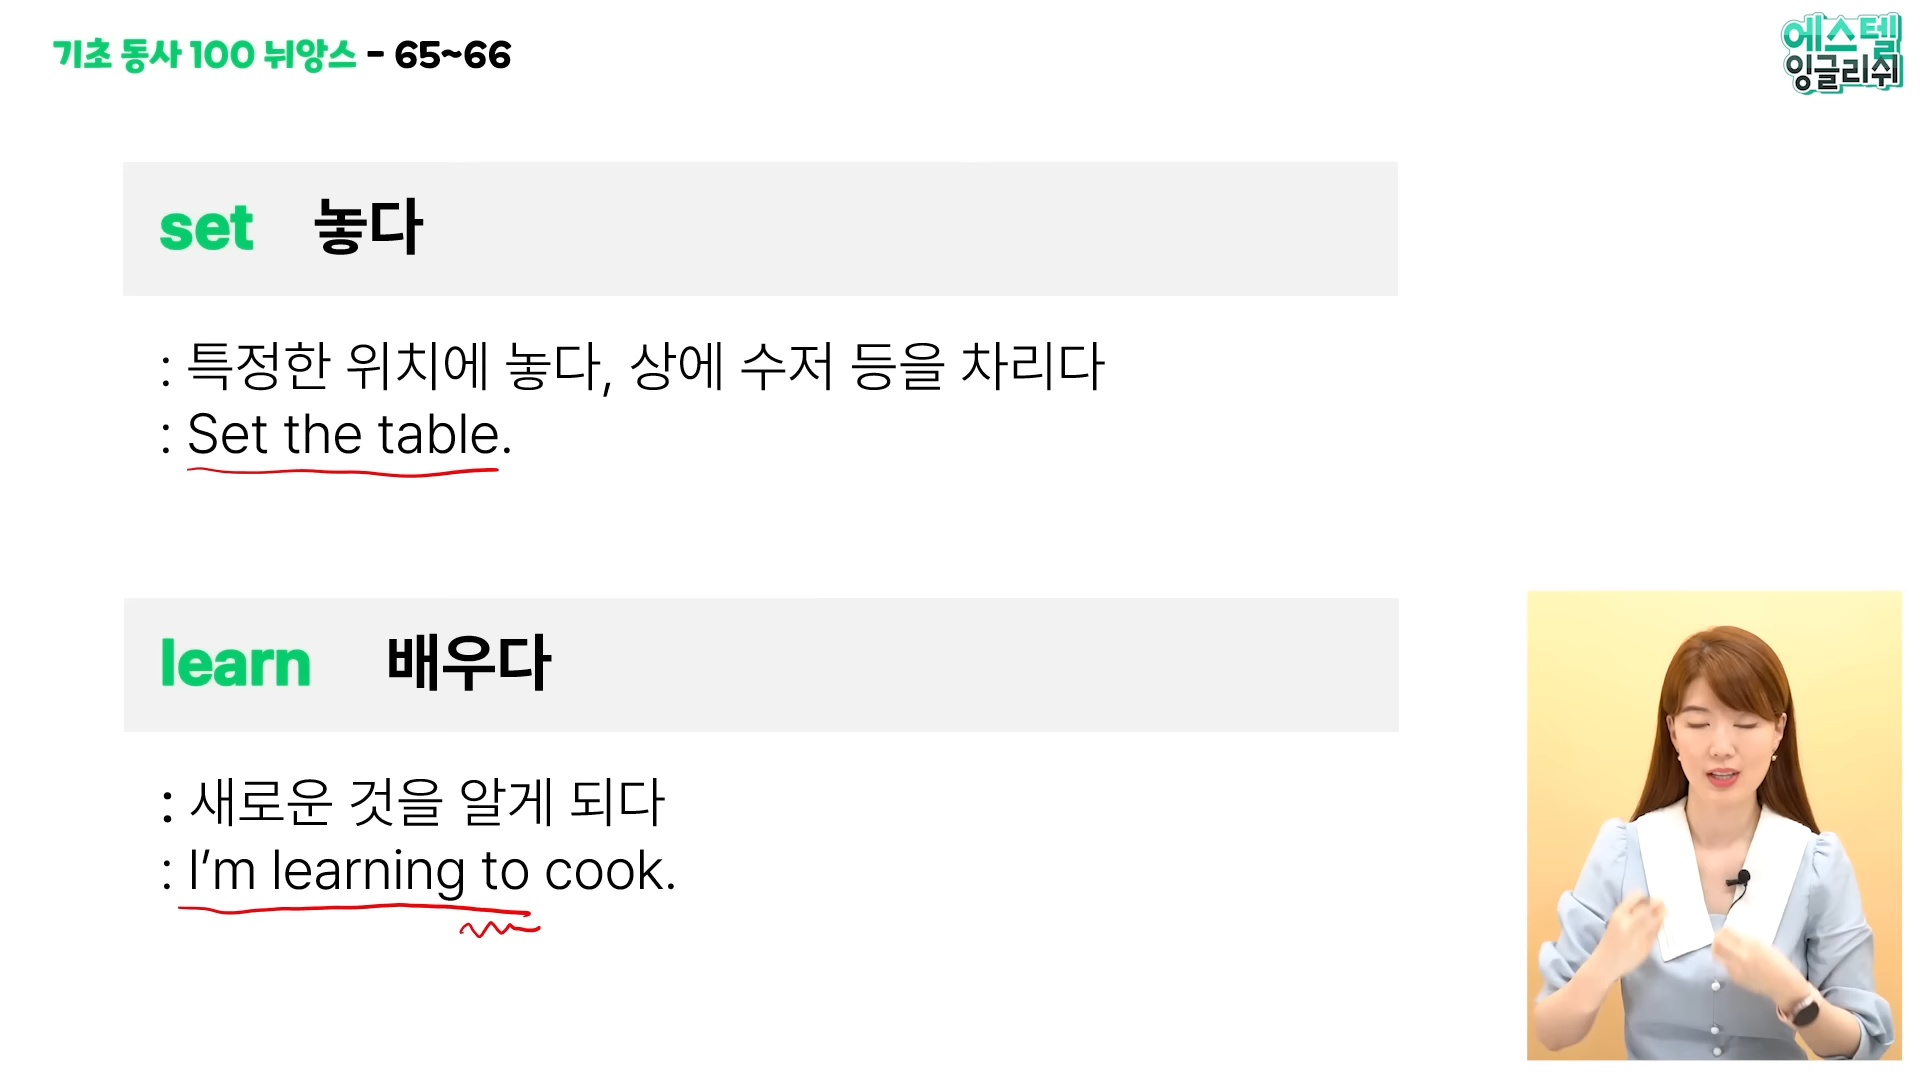 기초 동사 100 뉘앙스 - 65~66
에스텔
잉글리쉬
set 놓다
: 특정한 위치에 놓다, 상에 수저 등을 차리다
: Set the table.
learn 배우다
: 새로운 것을 알게 되다
: I'm learning to cook.